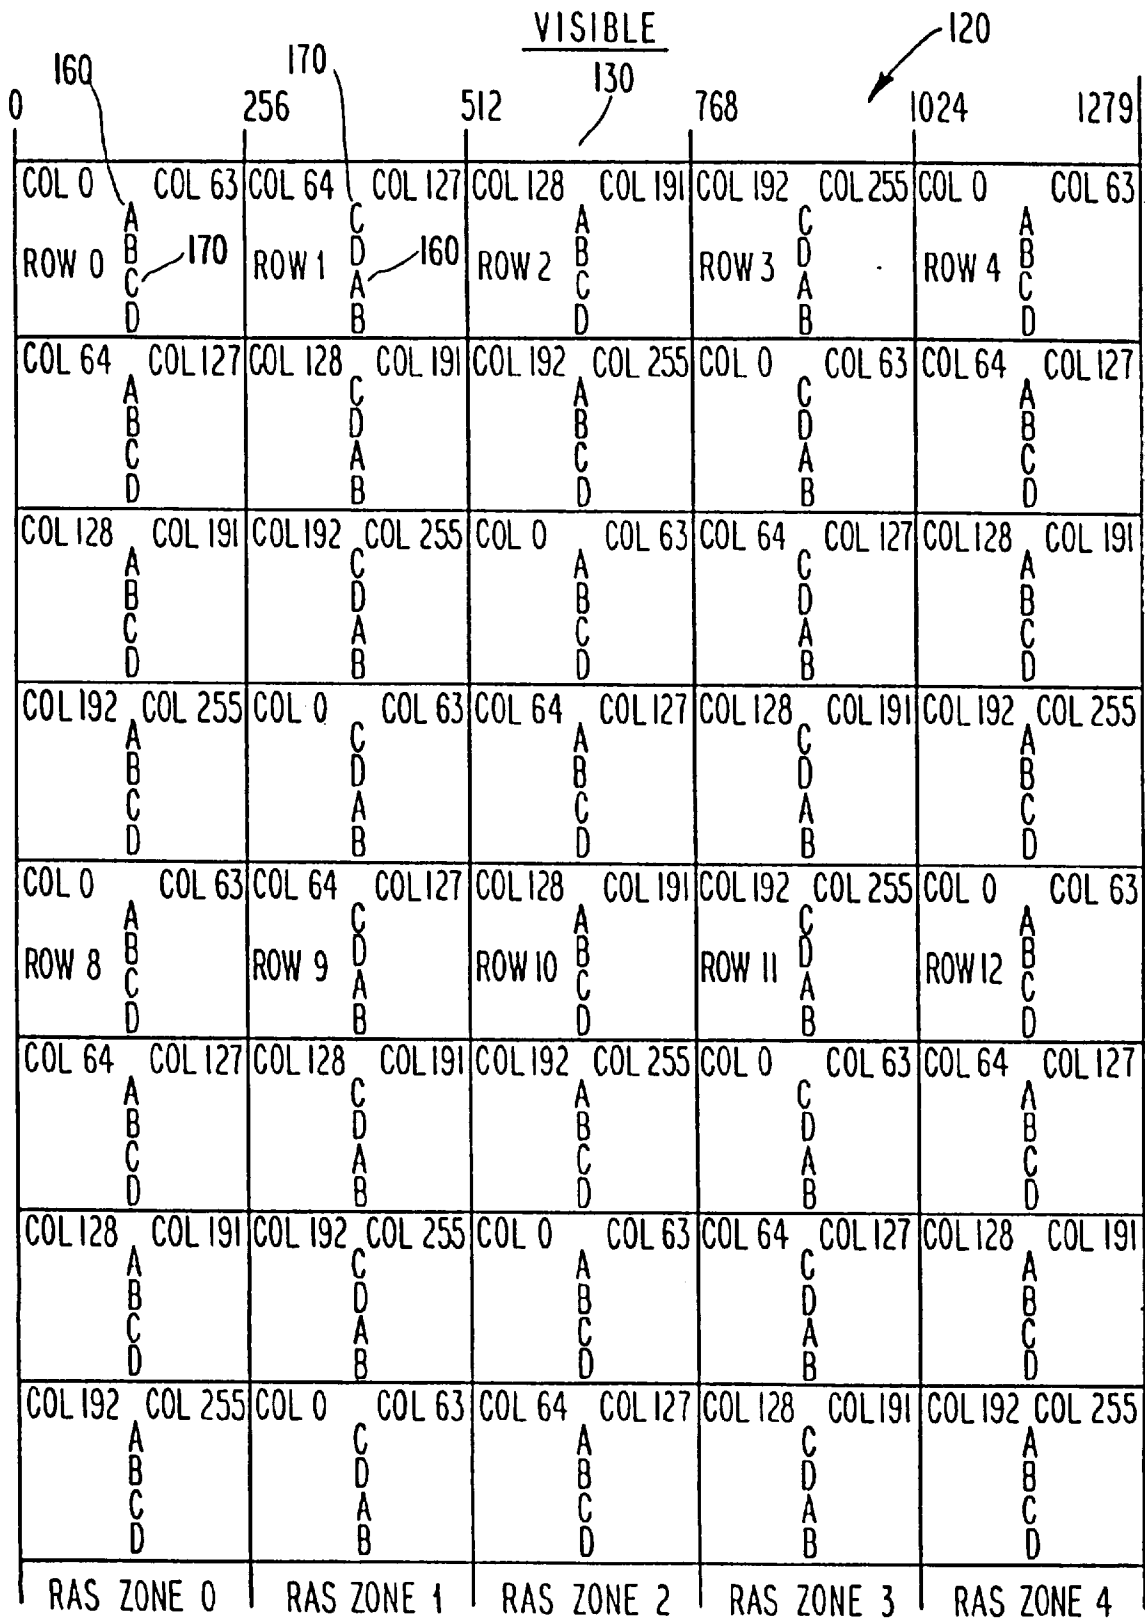 VISIBLE
120
160
170
130
0 256 512 768 1024 1279
COL 0 COL 63 COL 64 COL 127 COL 128 COL 191 COL 192 COL 255 COL 0 COL 63
A C A C A
B D B D B
ROW 0 170 ROW 1 160 ROW 2 ROW 3 ROW 4
C A C A C
D B D B D
COL 64 COL 127 COL 128 COL 191 COL 192 COL 255 COL 0 COL 63 COL 64 COL 127
A C A C A
B D B D B
C A C A C
D B D B D
COL 128 COL 191 COL 192 COL 255 COL 0 COL 63 COL 64 COL 127 COL 128 COL 191
A C A C A
B D B D B
C A C A C
D B D B D
COL 192 COL 255 COL 0 COL 63 COL 64 COL 127 COL 128 COL 191 COL 192 COL 255
A C A C A
B D B D B
C A C A C
D B D B D
COL 0 COL 63 COL 64 COL 127 COL 128 COL 191 COL 192 COL 255 COL 0 COL 63
A C A C A
B D B D B
ROW 8 ROW 9 ROW 10 ROW 11 ROW 12
C A C A C
D B D B D
COL 64 COL 127 COL 128 COL 191 COL 192 COL 255 COL 0 COL 63 COL 64 COL 127
A C A C A
B D B D B
C A C A C
D B D B D
COL 128 COL 191 COL 192 COL 255 COL 0 COL 63 COL 64 COL 127 COL 128 COL 191
A C A C A
B D B D B
C A C A C
D B D B D
COL 192 COL 255 COL 0 COL 63 COL 64 COL 127 COL 128 COL 191 COL 192 COL 255
A C A C A
B D B D B
C A C A C
D B D B D
RAS ZONE 0 RAS ZONE 1 RAS ZONE 2 RAS ZONE 3 RAS ZONE 4